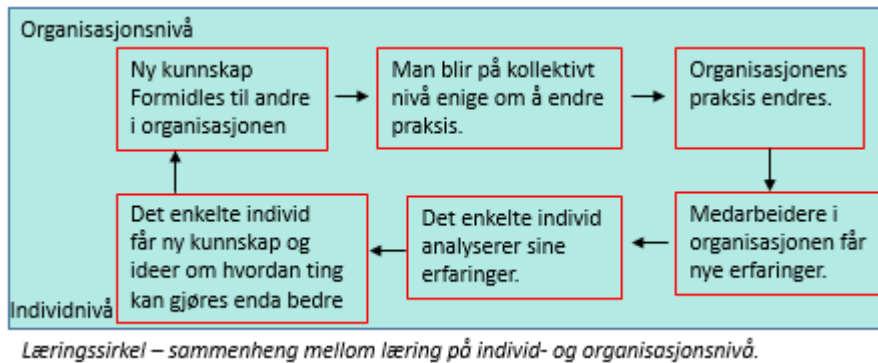 Organisasjonsnivå
Ny kunnskap
Formidles til andre
i organisasjonen
Man blir på kollektivt
nivå enige om å endre
praksis.
Organisasjonens
praksis endres.
Det enkelte individ
får ny kunnskap og
ideer om hvordan ting
kan gjøres enda bedre
Det enkelte individ
analyserer sine
erfaringer.
Medarbeidere i
organisasjonen får
nye erfaringer.
Individnivå
Læringssirkel – sammenheng mellom læring på individ- og organisasjonsnivå.